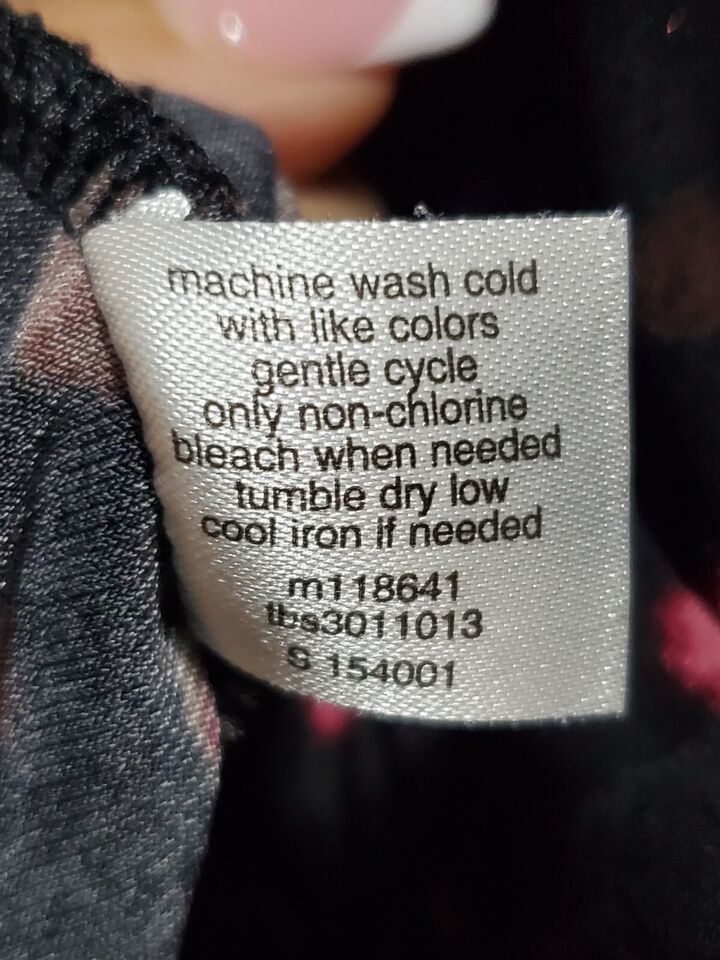 machine wash cold
with like colors
gentle cycle
only non-chlorine
bleach when needed
tumble dry low
cool iron if needed
m118641
tbs3011013
S 154001